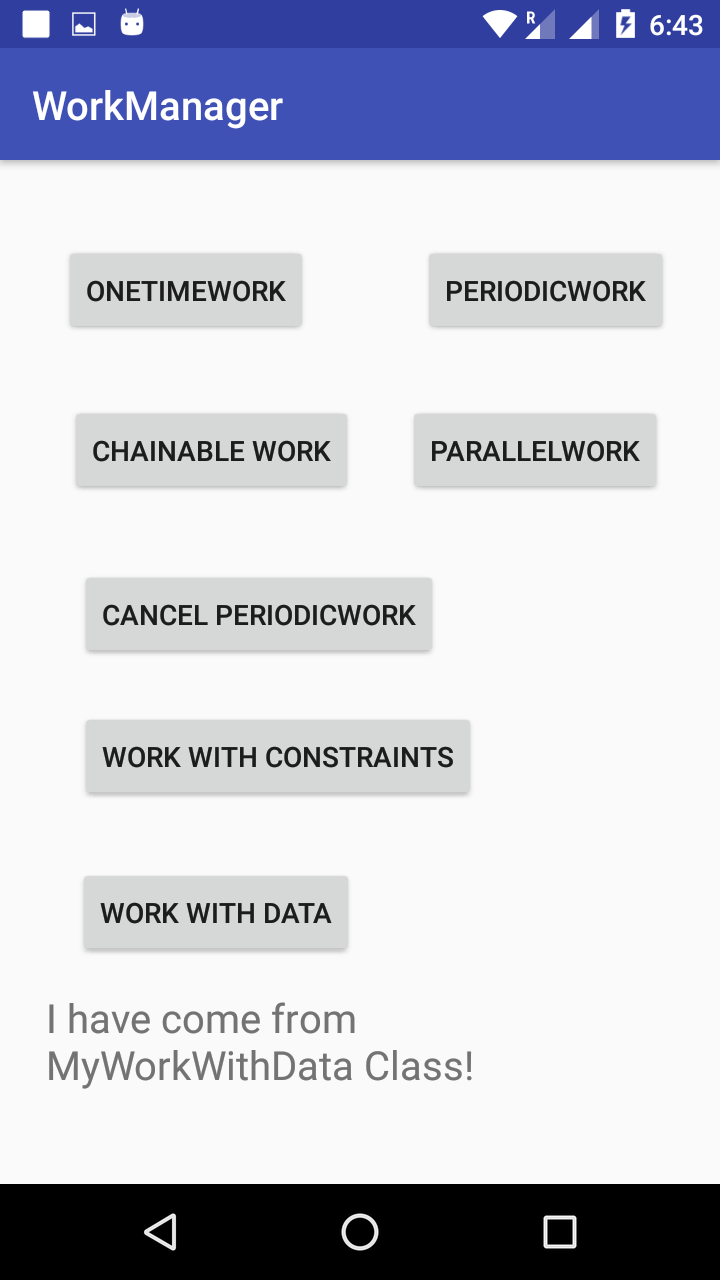 R 6:43
WorkManager
ONETIMEWORK PERIODICWORK
CHAINABLE WORK PARALLELWORK
CANCEL PERIODICWORK
WORK WITH CONSTRAINTS
WORK WITH DATA
I have come from
MyWorkWithData Class!